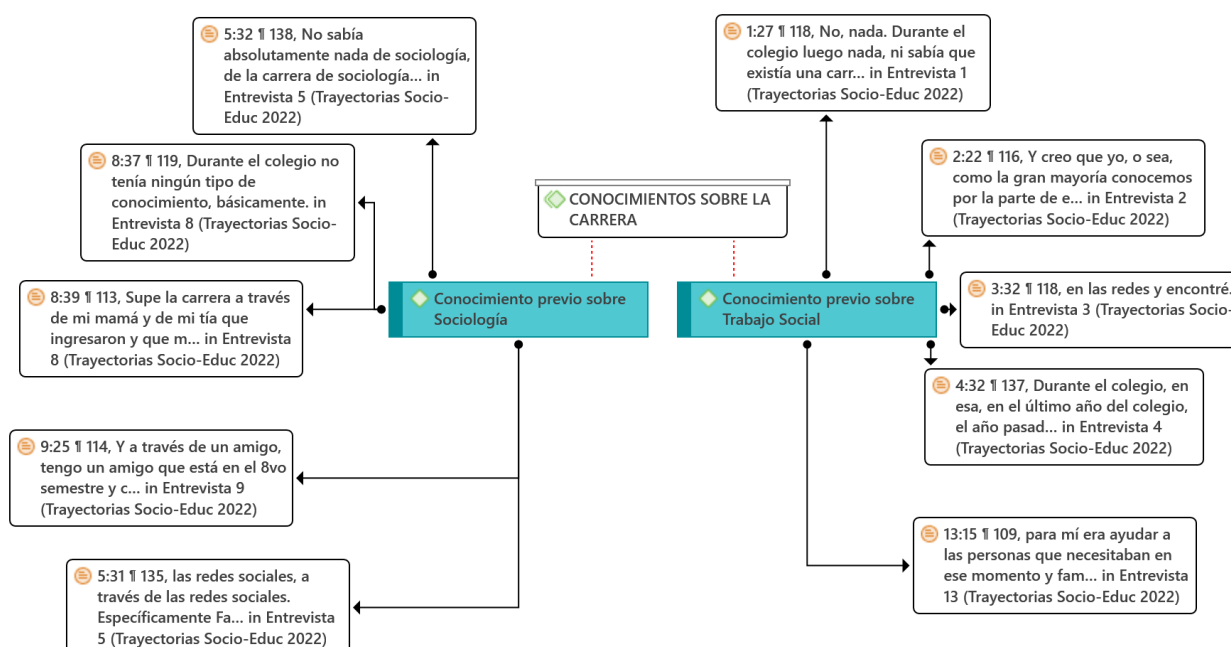 5:32 ¶ 138, No sabía
absolutamente nada de sociología,
de la carrera de sociología... in
Entrevista 5 (Trayectorias Socio-
Educ 2022)
8:37 ¶ 119, Durante el colegio no
tenía ningún tipo de
conocimiento, básicamente. in
Entrevista 8 (Trayectorias Socio-
Educ 2022)
8:39 ¶ 113, Supe la carrera a través
de mi mamá y de mi tía que
ingresaron y que m... in Entrevista
8 (Trayectorias Socio-Educ 2022)
9:25 ¶ 114, Y a través de un amigo,
tengo un amigo que está en el 8vo
semestre y c... in Entrevista 9
(Trayectorias Socio-Educ 2022)
5:31 ¶ 135, las redes sociales, a
través de las redes sociales.
Específicamente Fa... in Entrevista
5 (Trayectorias Socio-Educ 2022)
CONOCIMIENTOS SOBRE LA
CARRERA
Conocimiento previo sobre
Sociología
Conocimiento previo sobre
Trabajo Social
1:27 ¶ 118, No, nada. Durante el
colegio luego nada, ni sabía que
existía una carr... in Entrevista 1
(Trayectorias Socio-Educ 2022)
2:22 ¶ 116, Y creo que yo, o sea,
como la gran mayoría conocemos
por la parte de e... in Entrevista 2
(Trayectorias Socio-Educ 2022)
3:32 ¶ 118, en las redes y encontré.
in Entrevista 3 (Trayectorias Socio-
Educ 2022)
4:32 ¶ 137, Durante el colegio, en
esa, en el último año del colegio,
el año pasad... in Entrevista 4
(Trayectorias Socio-Educ 2022)
13:15 ¶ 109, para mí era ayudar a
las personas que necesitaban en
ese momento y fam... in Entrevista
13 (Trayectorias Socio-Educ 2022)